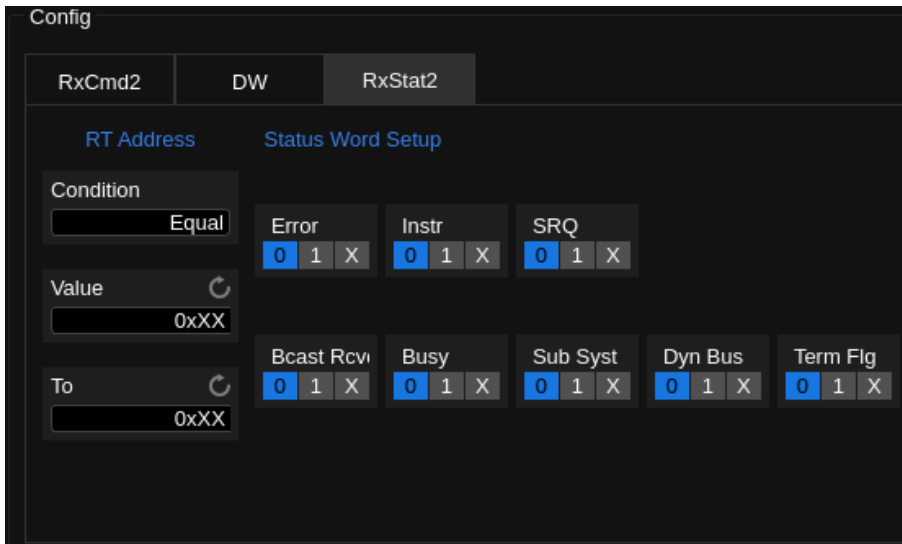 Config
RxCmd2 DW RxStat2
RT Address Status Word Setup
Condition
Equal
Value
0xXX
To
0xXX
Error Instr SRQ
0 1 X 0 1 X 0 1 X
Bcast Rcv Busy Sub Syst Dyn Bus Term Flg
0 1 X 0 1 X 0 1 X 0 1 X 0 1 X